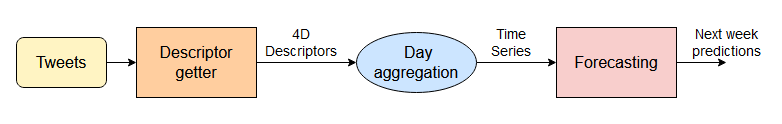 Tweets
Descriptor
getter
4D
Descriptors
Day
aggregation
Time
Series
Forecasting
Next week
predictions